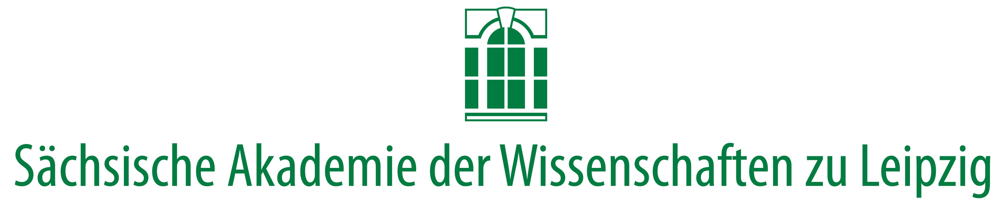 Sächsische Akademie der Wissenschaften zu Leipzig